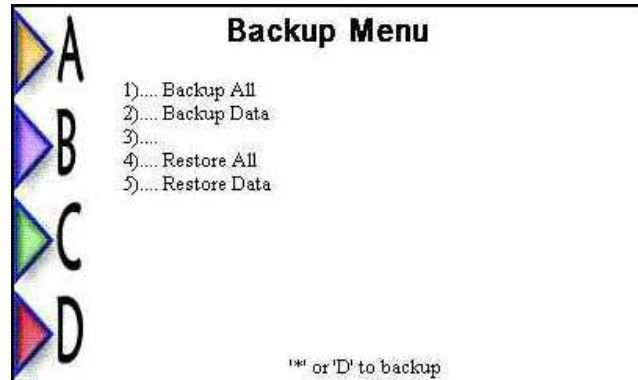 Backup Menu
A
1).... Backup All
2).... Backup Data
3)....
4).... Restore All
5).... Restore Data
B
C
D
'*' or 'D' to backup